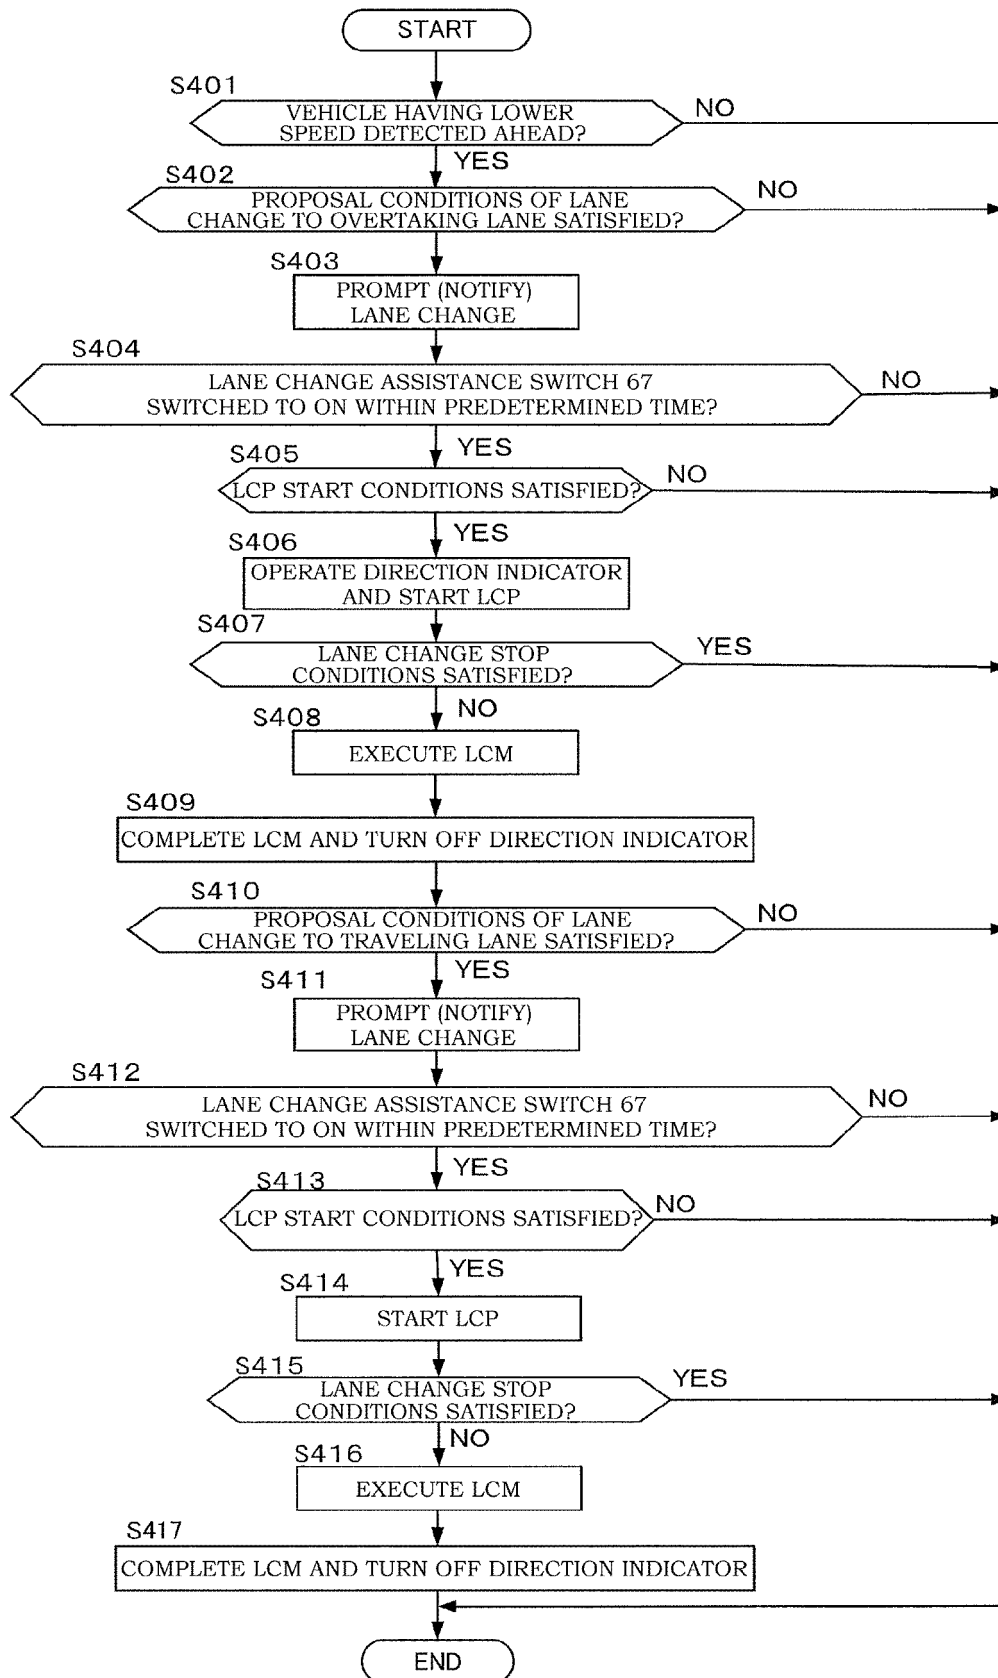 START
S401
VEHICLE HAVING LOWER
SPEED DETECTED AHEAD?
NO
YES
S402
PROPOSAL CONDITIONS OF LANE
CHANGE TO OVERTAKING LANE SATISFIED?
NO
S403
PROMPT (NOTIFY)
LANE CHANGE
S404
LANE CHANGE ASSISTANCE SWITCH 67
SWITCHED TO ON WITHIN PREDETERMINED TIME?
NO
YES
S405
LCP START CONDITIONS SATISFIED?
NO
YES
S406
OPERATE DIRECTION INDICATOR
AND START LCP
S407
LANE CHANGE STOP
CONDITIONS SATISFIED?
YES
NO
S408
EXECUTE LCM
S409
COMPLETE LCM AND TURN OFF DIRECTION INDICATOR
S410
PROPOSAL CONDITIONS OF LANE
CHANGE TO TRAVELING LANE SATISFIED?
NO
YES
S411
PROMPT (NOTIFY)
LANE CHANGE
S412
LANE CHANGE ASSISTANCE SWITCH 67
SWITCHED TO ON WITHIN PREDETERMINED TIME?
NO
YES
S413
LCP START CONDITIONS SATISFIED?
NO
YES
S414
START LCP
S415
LANE CHANGE STOP
CONDITIONS SATISFIED?
YES
NO
S416
EXECUTE LCM
S417
COMPLETE LCM AND TURN OFF DIRECTION INDICATOR
END